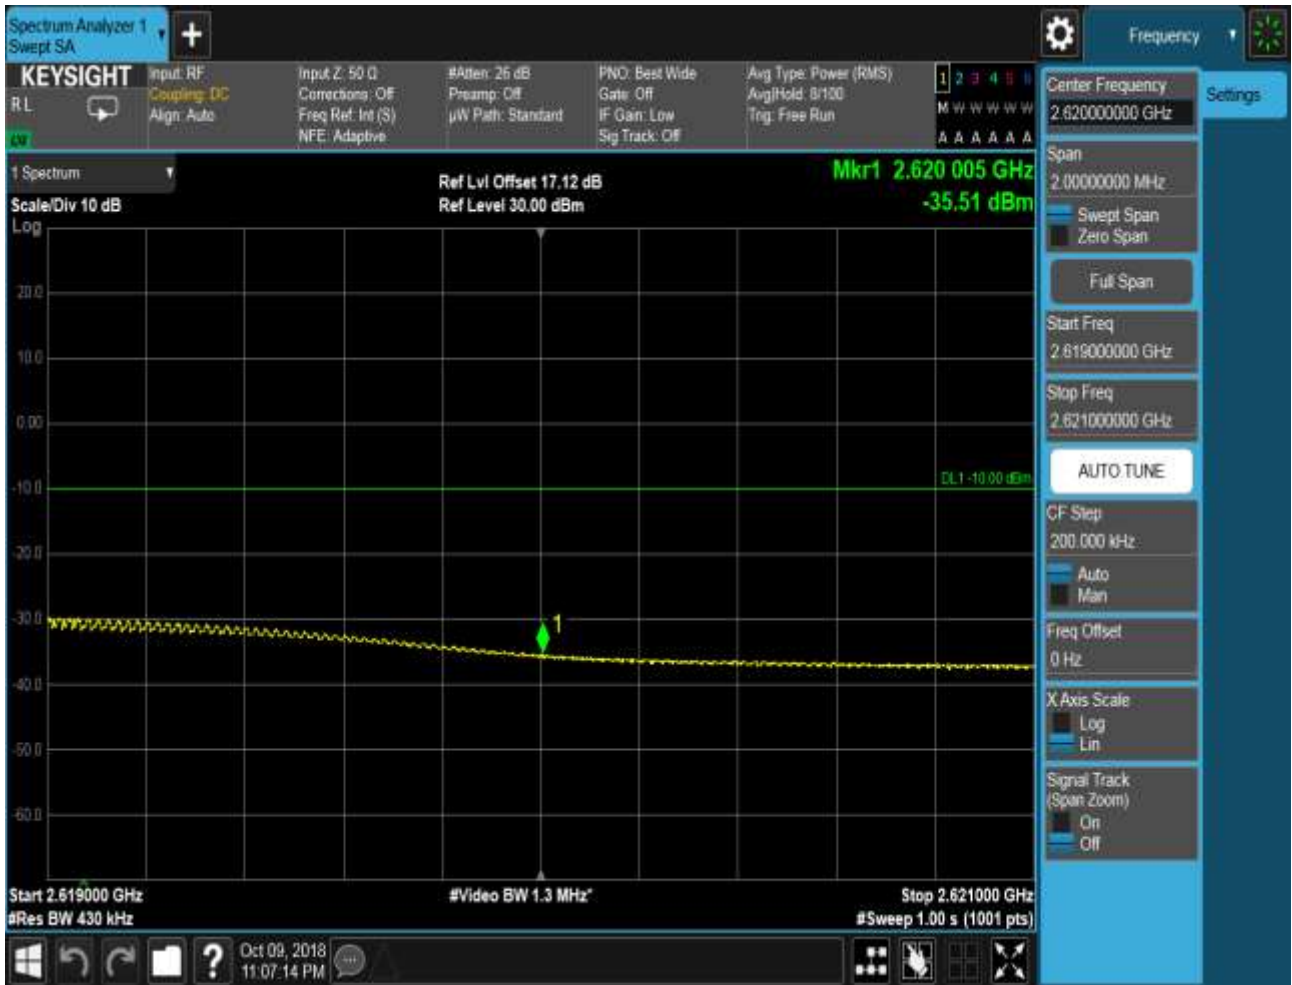 Spectrum Analyzer 1
Swept SA
Frequency
KEYSIGHT
RL
Input: RF
Coupling: DC
Align: Auto
Input Z: 50 Ω
Corrections: Off
Freq Ref: Int (S)
NFE: Adaptive
#Atten: 26 dB
Preamp: Off
µW Path: Standard
PNO: Best Wide
Gate: Off
IF Gain: Low
Sig Track: Off
Avg Type: Power (RMS)
Avg|Hold: 8/100
Trig: Free Run
1 2 3 4 5 6
M W W W W W
A A A A A A
1 Spectrum
Scale/Div 10 dB
Log
Ref Lvl Offset 17.12 dB
Ref Level 30.00 dBm
Mkr1 2.620 005 GHz
-35.51 dBm
20.0
10.0
0.00
-10.0
DL1 -10.00 dBm
-20.0
-30.0
1
-40.0
-50.0
-60.0
Start 2.619000 GHz
#Res BW 430 kHz
#Video BW 1.3 MHz*
Stop 2.621000 GHz
#Sweep 1.00 s (1001 pts)
Oct 09, 2018
11:07:14 PM
Center Frequency
2.620000000 GHz
Settings
Span
2.00000000 MHz
Swept Span
Zero Span
Full Span
Start Freq
2.619000000 GHz
Stop Freq
2.621000000 GHz
AUTO TUNE
CF Step
200.000 kHz
Auto
Man
Freq Offset
0 Hz
X Axis Scale
Log
Lin
Signal Track
(Span Zoom)
On
Off